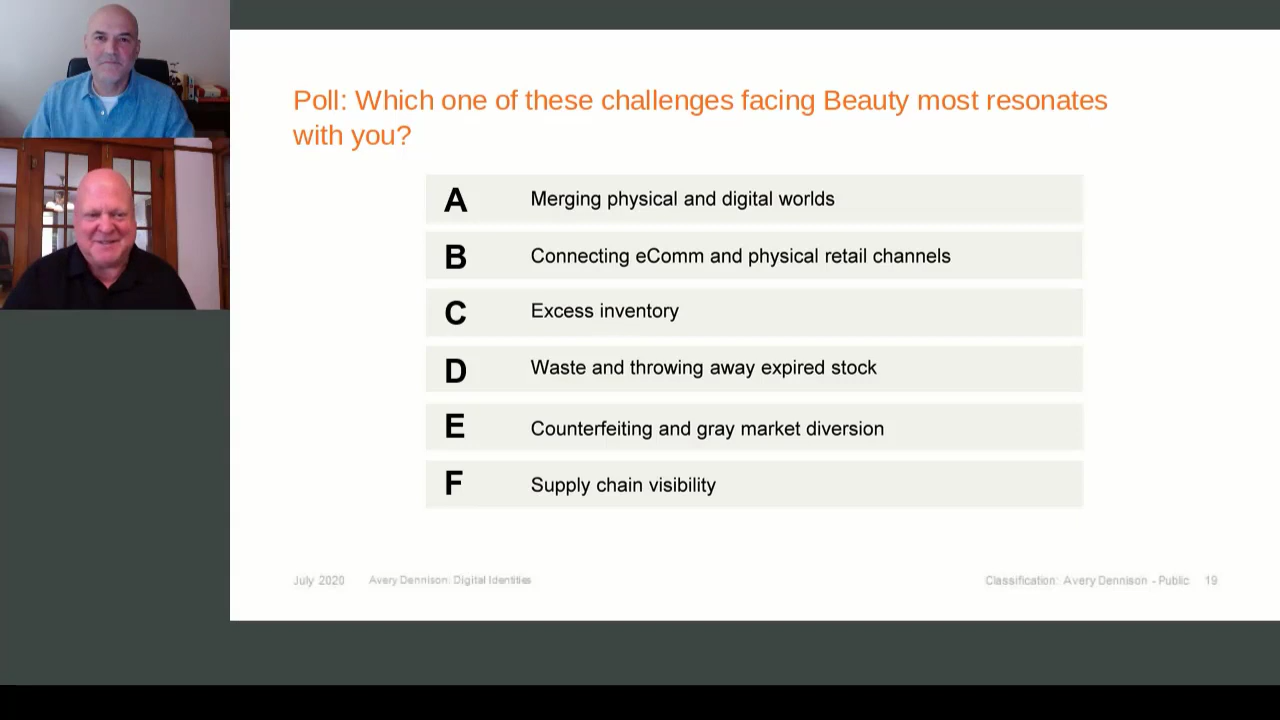 Poll: Which one of these challenges facing Beauty most resonates
with you?
A Merging physical and digital worlds
B Connecting eComm and physical retail channels
C Excess inventory
D Waste and throwing away expired stock
E Counterfeiting and gray market diversion
F Supply chain visibility
July 2020 Avery Dennison: Digital Identities Classification: Avery Dennison - Public 19